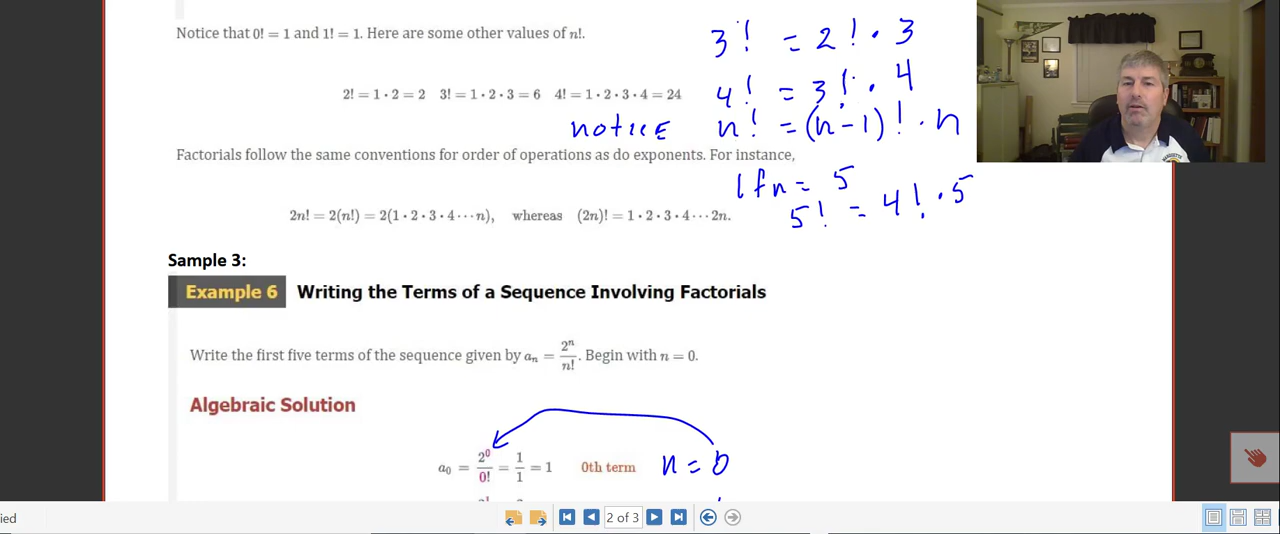 Notice that 0! = 1 and 1! = 1. Here are some other values of n!.
3! = 2! · 3
2! = 1 · 2 = 2 3! = 1 · 2 · 3 = 6 4! = 1 · 2 · 3 · 4 = 24
4! = 3! · 4
notice n! = (n-1)! · n
Factorials follow the same conventions for order of operations as do exponents. For instance,
If n = 5
2n! = 2(n!) = 2(1 · 2 · 3 · 4 ··· n), whereas (2n)! = 1 · 2 · 3 · 4 ··· 2n.
5! = 4! · 5
Sample 3:
Example 6 Writing the Terms of a Sequence Involving Factorials
Write the first five terms of the sequence given by aₙ = 2ⁿ/n!. Begin with n = 0.
Algebraic Solution
a₀ = 2⁰/0! = 1/1 = 1 0th term n = 0
ied
2 of 3